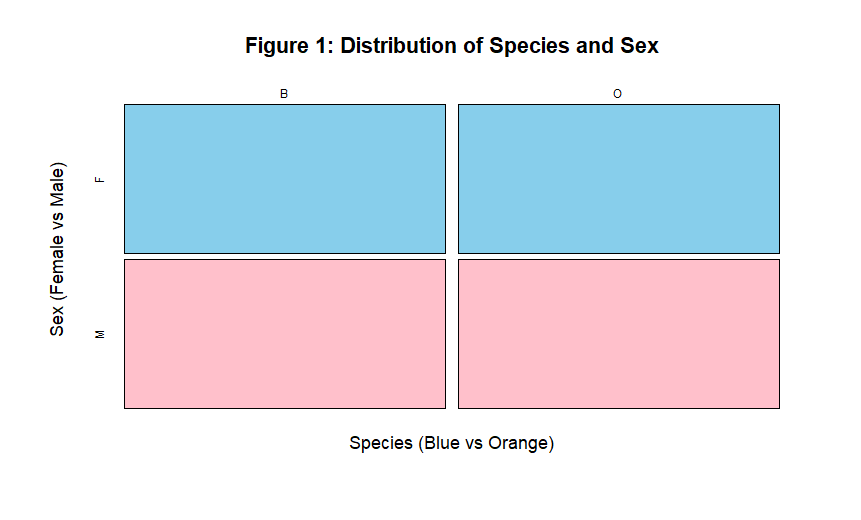 Figure 1: Distribution of Species and Sex
B
O
F
M
Sex (Female vs Male)
Species (Blue vs Orange)